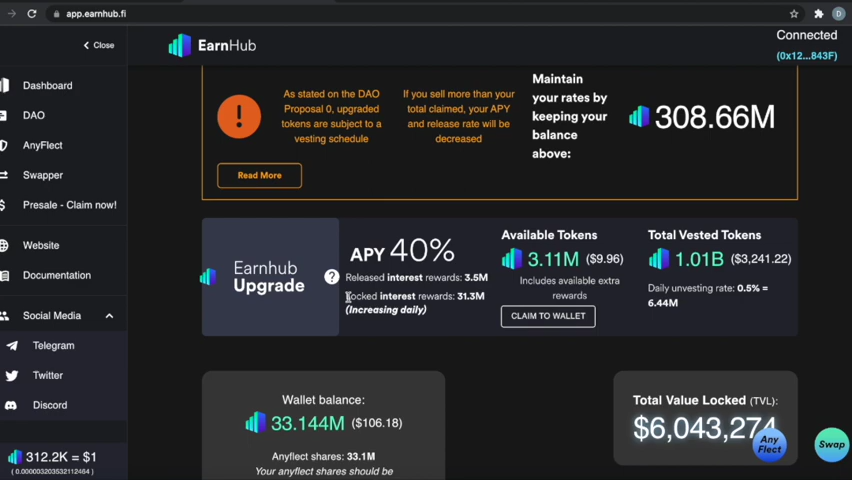 app.earnhub.fi
D
Close
EarnHub
Connected
(0x12...843F)
Dashboard
DAO
AnyFlect
Swapper
Presale - Claim now!
Website
Documentation
Social Media
Telegram
Twitter
Discord
312.2K = $1
( 0.000003203532112464 )
!
As stated on the DAO
Proposal 0, upgraded
tokens are subject to a
vesting schedule
If you sell more than your
total claimed, your APY
and release rate will be
decreased
Maintain
your rates by
keeping your
balance
above:
308.66M
Read More
Earnhub
Upgrade
?
APY 40%
Released interest rewards: 3.5M
Locked interest rewards: 31.3M
(Increasing daily)
Available Tokens
3.11M ($9.96)
Includes available extra
rewards
CLAIM TO WALLET
Total Vested Tokens
1.01B ($3,241.22)
Daily unvesting rate: 0.5% =
6.44M
Wallet balance:
33.144M ($106.18)
Anyflect shares: 33.1M
Your anyflect shares should be
Total Value Locked (TVL):
$6,043,274
Any
Flect
Swap